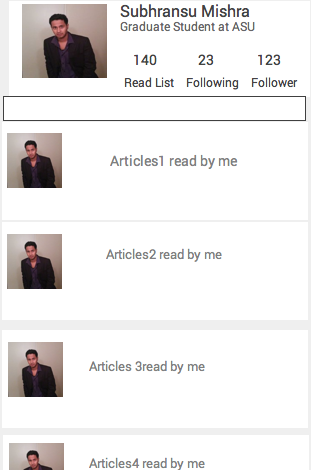 Subhransu Mishra
Graduate Student at ASU
140 23 123
Read List Following Follower
Articles1 read by me
Articles2 read by me
Articles 3read by me
Articles4 read by me